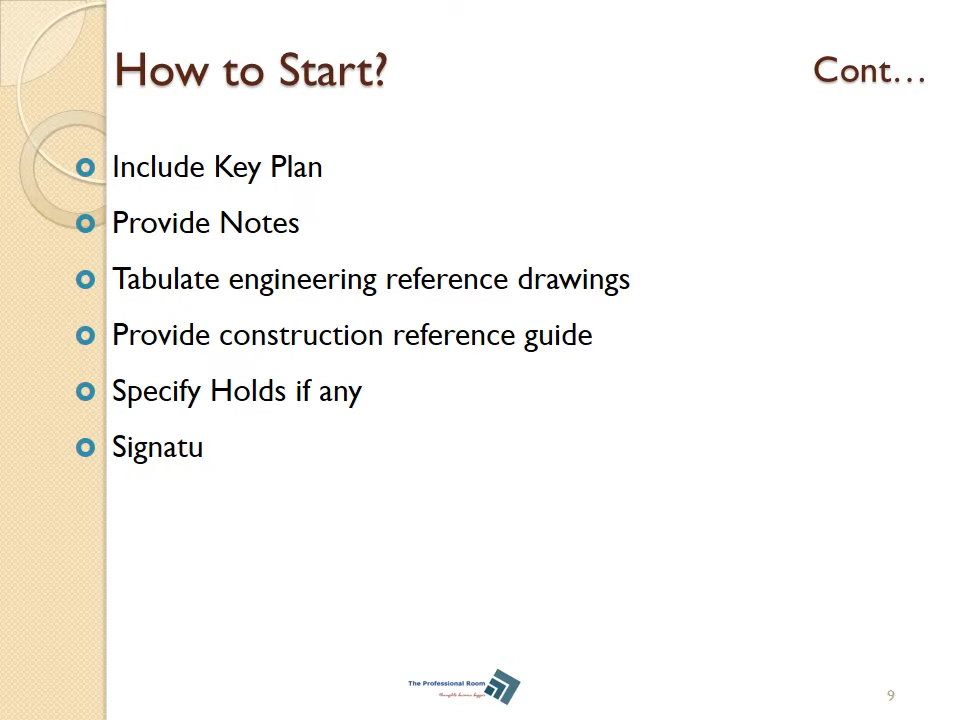 How to Start?
Cont…
Include Key Plan
Provide Notes
Tabulate engineering reference drawings
Provide construction reference guide
Specify Holds if any
Signatu
The Professional Room
9